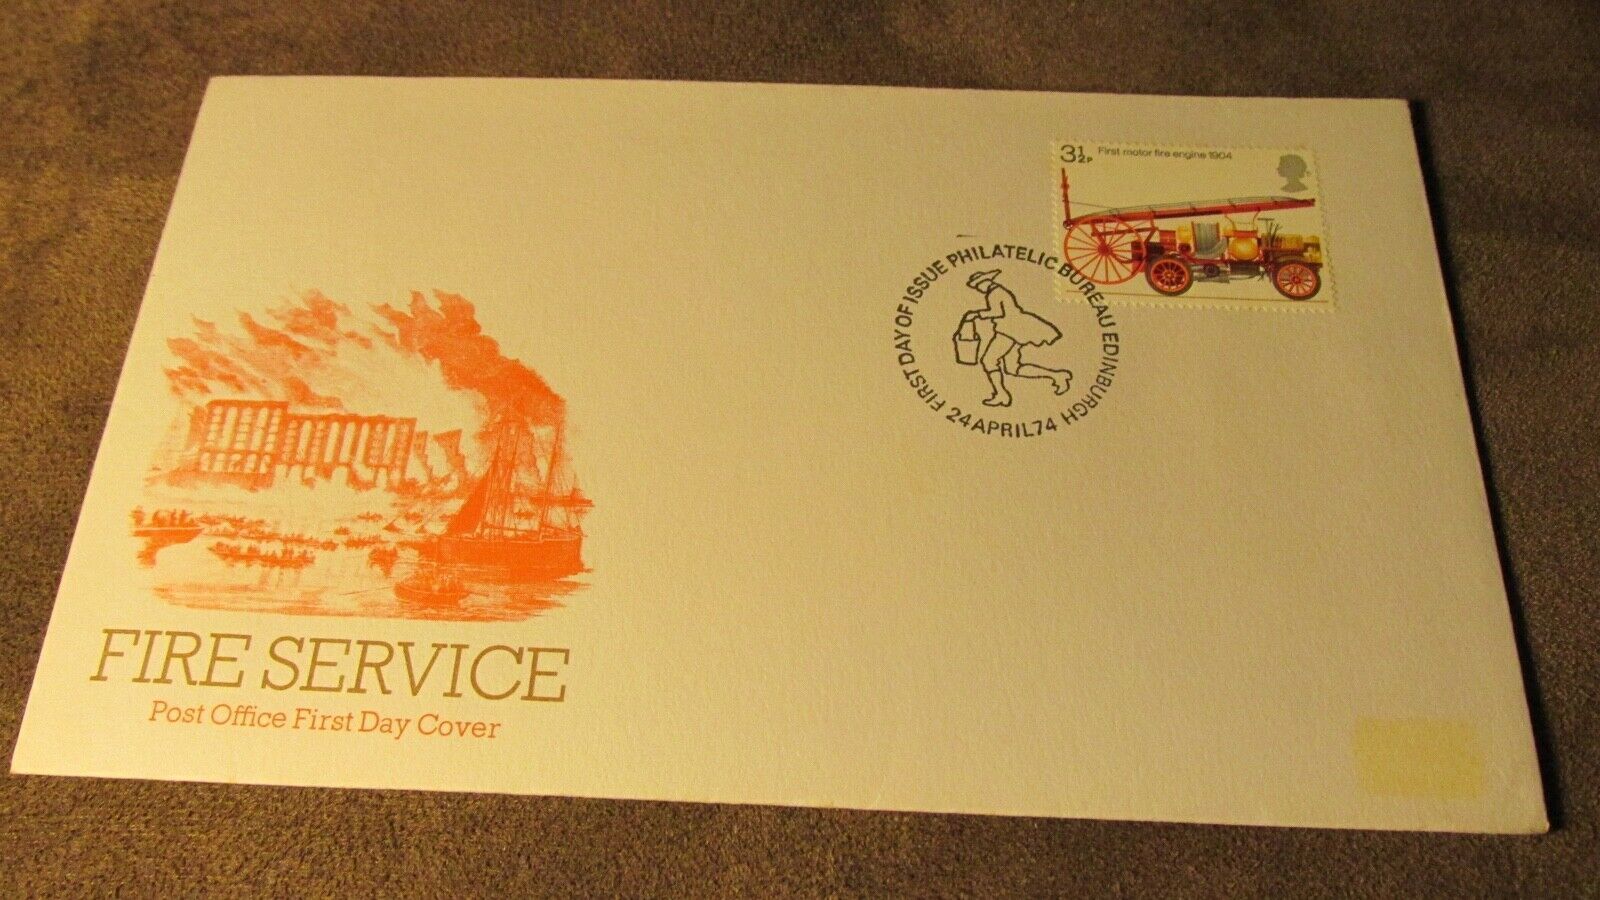 3½P First motor fire engine 1904
FIRST DAY OF ISSUE PHILATELIC BUREAU EDINBURGH
24 APRIL 74
FIRE SERVICE
Post Office First Day Cover